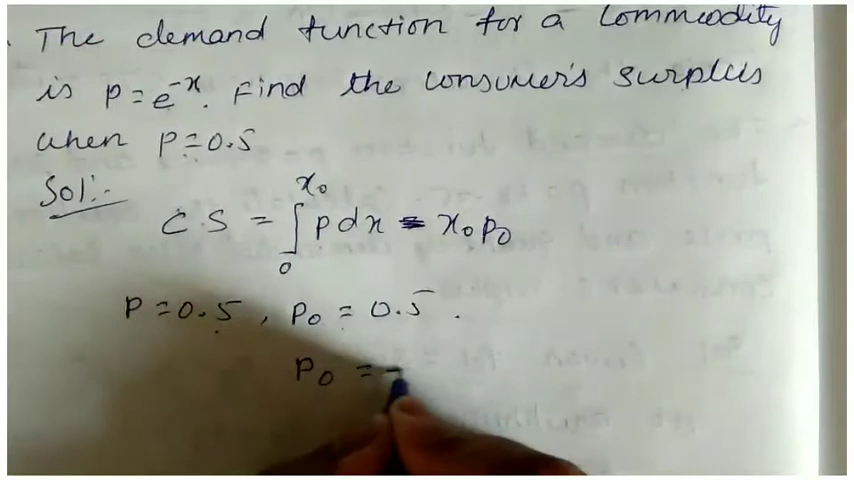 The demand function for a Commodity
is p = e^-x. Find the consumer's surplus
when p = 0.5
Sol:-
CS = ∫₀^x₀ p dx - x₀p₀
P = 0.5, P₀ = 0.5.
P₀ =